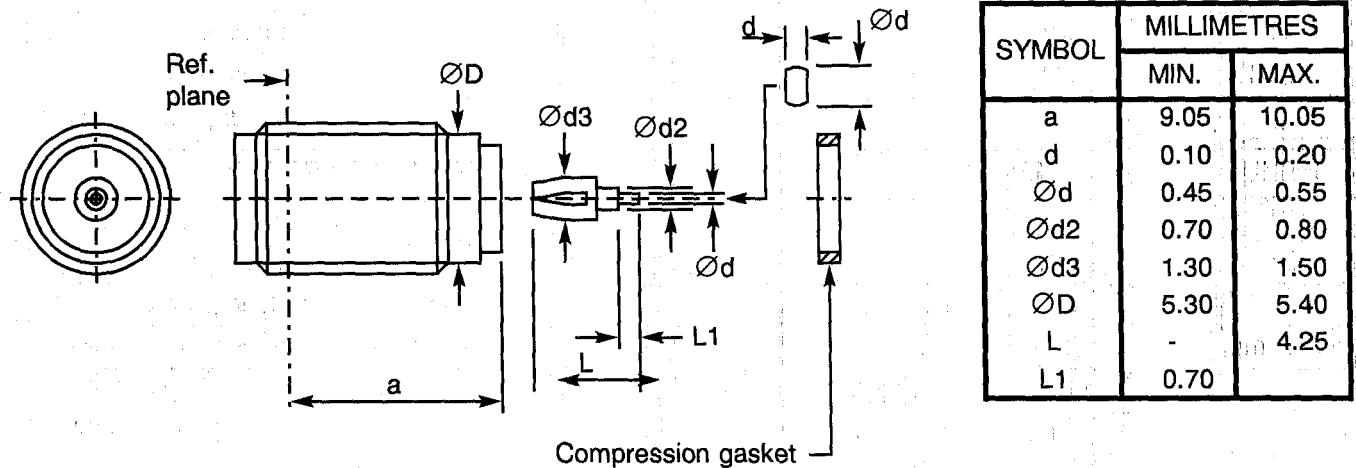 Ref.
plane
ØD
Ød3
Ød2
Ød
L1
L
a
Compression gasket
d
Ød
SYMBOL
MILLIMETRES
MIN. MAX.
a 9.05 10.05
d 0.10 0.20
Ød 0.45 0.55
Ød2 0.70 0.80
Ød3 1.30 1.50
ØD 5.30 5.40
L - 4.25
L1 0.70